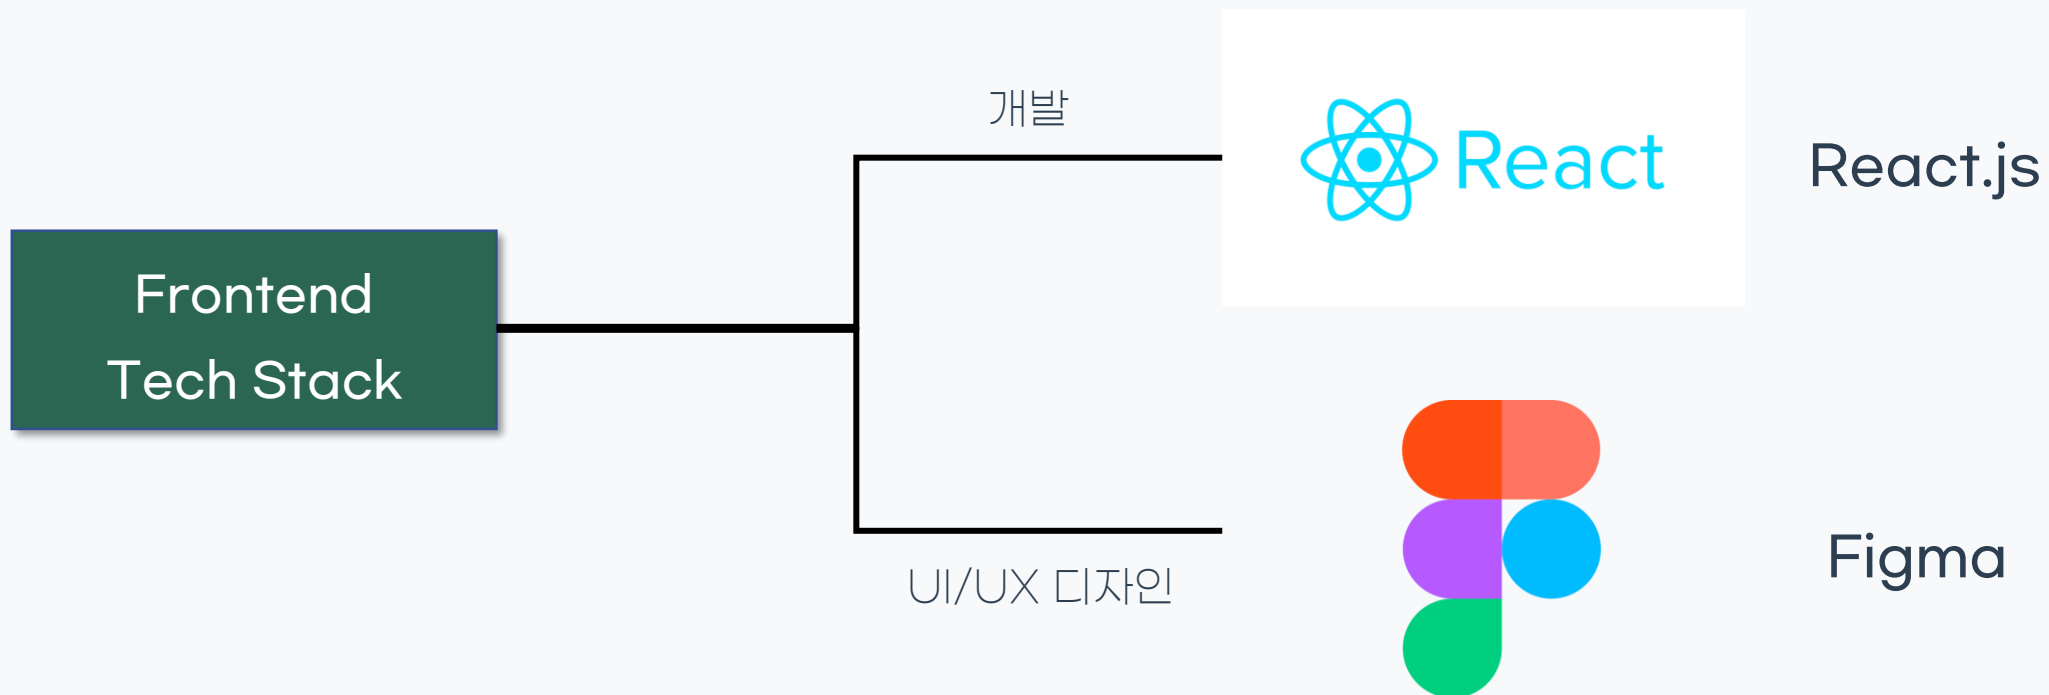 개발
React
React.js
Frontend
Tech Stack
UI/UX 디자인
Figma